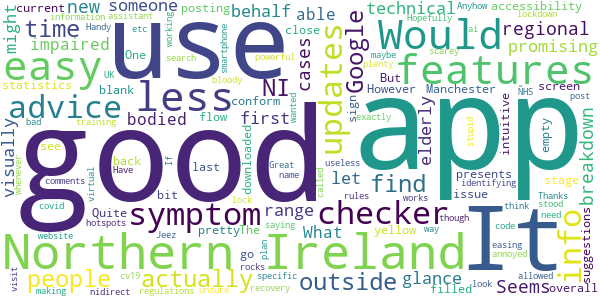 good
app
use
It
Northern Ireland
easy
Would
features
advice
less
updates
symptom
checker
info
find
people
actually
outside
Google
NI
time
new
someone
behalf
able
technical
regional
promising
might
impaired
bodied
cases
first
visually
elderly
breakdown
range
glance
What
Seems
let
But
However
Manchester
accessibility
close
posting
current
information
assistant
Handy
etc
working
smartphone
powerful
Hopefully
ai
maybe
plenty
scarey
Anyhow
lockdown
UK
One
search
statistics
blank
conform
flow
sign
screen
NHS
post
intuitive
empty
exactly
stupid
bloody
wanted
bad
training
If
last
downloaded
Great
name
called
useless
see
back
Have
comments
whenever
covid
virtual
hotspots
Quite
bit
lock
pretty
The
though
rules
works
issue
presents
identifying
stage
Thanks
stood
need
suggestions
yellow
way
think
code
easing
annoyed
allowed
overall
website
Jeez
saying
go
rocks
plan
specific
recovery
filled
look
files
visit
making
nidirect
cv19
regulations
unsure